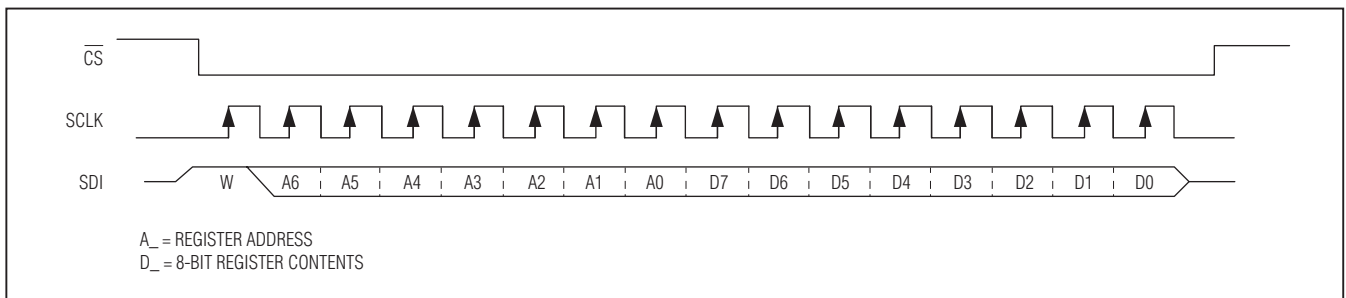 CS
SCLK
SDI W A6 A5 A4 A3 A2 A1 A0 D7 D6 D5 D4 D3 D2 D1 D0
A_ = REGISTER ADDRESS
D_ = 8-BIT REGISTER CONTENTS